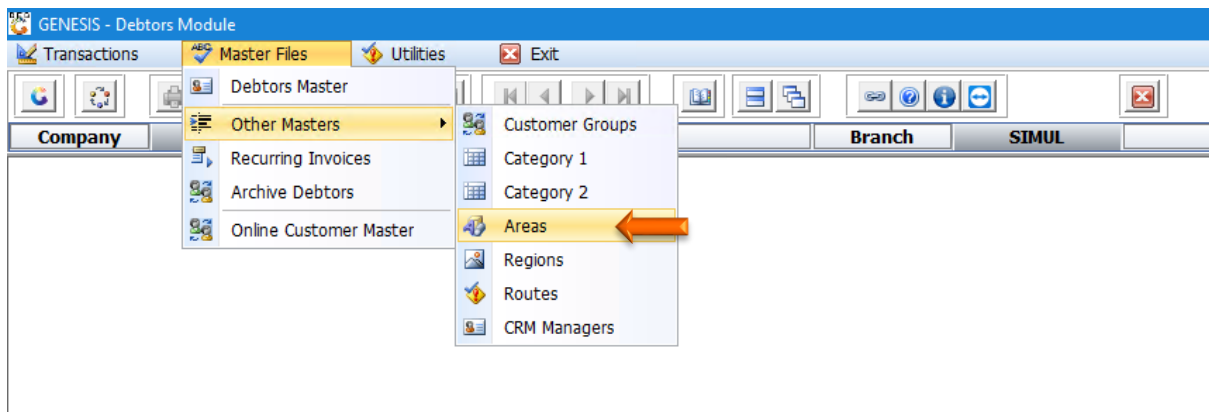 GENESIS - Debtors Module
Transactions Master Files Utilities Exit
Debtors Master
Other Masters
Recurring Invoices
Archive Debtors
Online Customer Master
Customer Groups
Category 1
Category 2
Areas
Regions
Routes
CRM Managers
Company Branch SIMUL